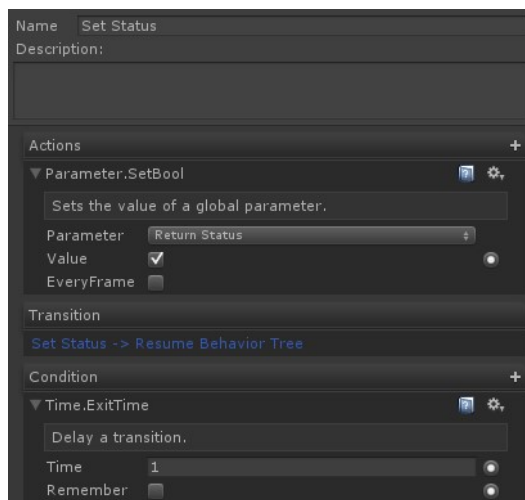 Name Set Status
Description:
Actions +
Parameter.SetBool
Sets the value of a global parameter.
Parameter Return Status
Value
EveryFrame
Transition
Set Status -> Resume Behavior Tree
Condition +
Time.ExitTime
Delay a transition.
Time 1
Remember